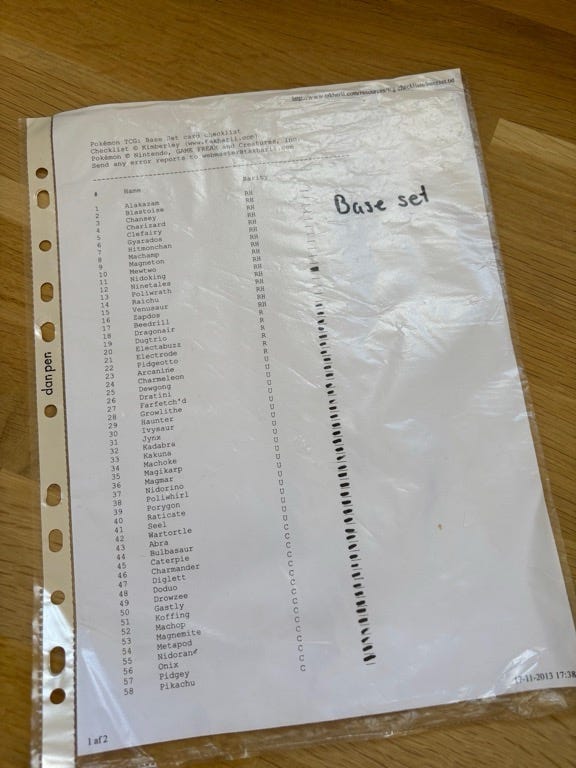 http://www.fakharil.com/resources/tcg_checklists/baseset.txt
Pokémon TCG: Base Set card checklist
Checklist © Kimberley (www.fakharil.com)
Pokémon © Nintendo, GAME FREAK and Creatures, Inc.
Send any error reports to webmaster@fakharil.com
# Name Rarity
Base set
1 Alakazam RH
2 Blastoise RH
3 Chansey RH
4 Charizard RH
5 Clefairy RH
6 Gyarados RH
7 Hitmonchan RH
8 Machamp RH
9 Magneton RH
10 Mewtwo RH
11 Nidoking RH
12 Ninetales RH
13 Poliwrath RH
14 Raichu RH
15 Venusaur RH
16 Zapdos RH
17 Beedrill R
18 Dragonair R
19 Dugtrio R
20 Electabuzz R
21 Electrode R
22 Pidgeotto R
23 Arcanine U
24 Charmeleon U
25 Dewgong U
26 Dratini U
27 Farfetch'd U
28 Growlithe U
29 Haunter U
30 Ivysaur U
31 Jynx U
32 Kadabra U
33 Kakuna U
34 Machoke U
35 Magikarp U
36 Magmar U
37 Nidorino U
38 Poliwhirl U
39 Porygon U
40 Raticate U
41 Seel U
42 Wartortle U
43 Abra C
44 Bulbasaur C
45 Caterpie C
46 Charmander C
47 Diglett C
48 Doduo C
49 Drowzee C
50 Gastly C
51 Koffing C
52 Machop C
53 Magnemite C
54 Metapod C
55 Nidoran♂ C
56 Onix C
57 Pidgey C
58 Pikachu C
danpen
1 af 2
17-11-2013 17:38